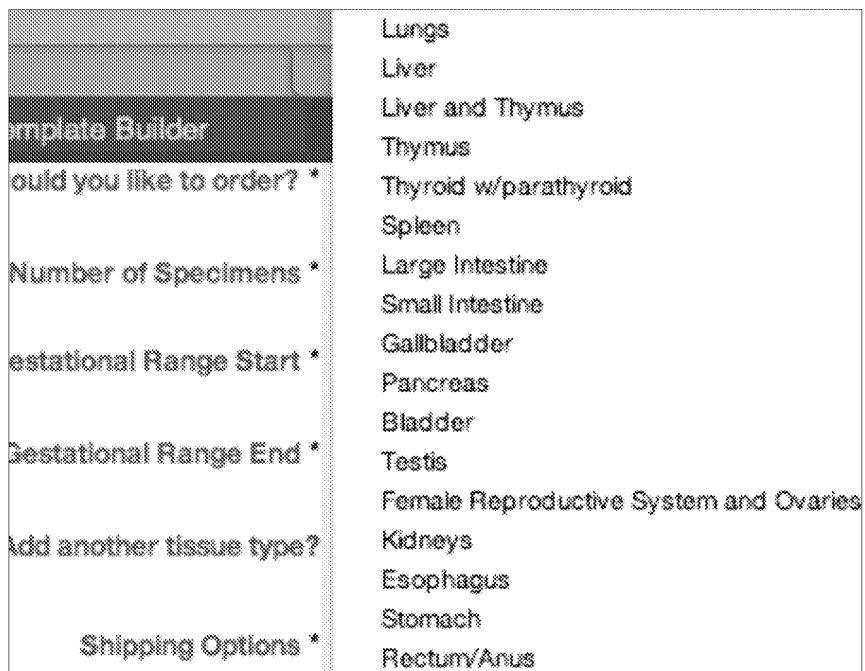 emplate Builder
ould you like to order? *
Number of Specimens *
estational Range Start *
Gestational Range End *
Add another tissue type?
Shipping Options *
Lungs
Liver
Liver and Thymus
Thymus
Thyroid w/parathyroid
Spleen
Large Intestine
Small Intestine
Gallbladder
Pancreas
Bladder
Testis
Female Reproductive System and Ovaries
Kidneys
Esophagus
Stomach
Rectum/Anus